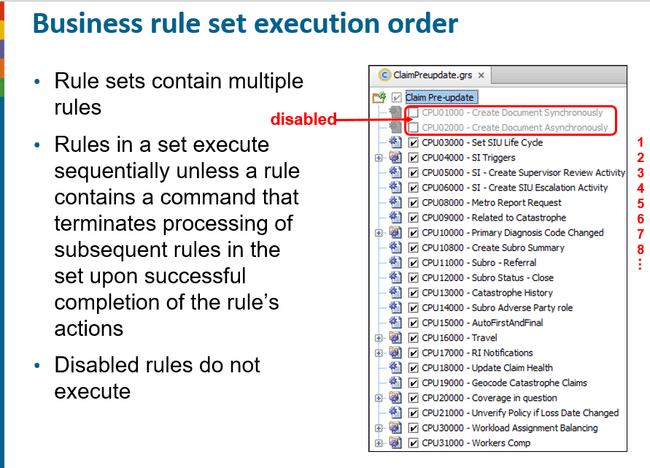 Business rule set execution order
• Rule sets contain multiple
rules
• Rules in a set execute
sequentially unless a rule
contains a command that
terminates processing of
subsequent rules in the
set upon successful
completion of the rule's
actions
• Disabled rules do not
execute
disabled
ClaimPreupdate.grs
Claim Pre-update
CPU01000 - Create Document Synchronously
CPU02000 - Create Document Asynchronously
CPU03000 - Set SIU Life Cycle 1
CPU04000 - SI Triggers 2
CPU05000 - SI - Create Supervisor Review Activity 3
CPU06000 - SI - Create SIU Escalation Activity 4
CPU08000 - Metro Report Request 5
CPU09000 - Related to Catastrophe 6
CPU10000 - Primary Diagnosis Code Changed 7
CPU10800 - Create Subro Summary 8
CPU11000 - Subro - Referral
CPU12000 - Subro Status - Close
CPU13000 - Catastrophe History
CPU14000 - Subro Adverse Party role
CPU15000 - AutoFirstAndFinal
CPU16000 - Travel
CPU17000 - RI Notifications
CPU18000 - Update Claim Health
CPU19000 - Geocode Catastrophe Claims
CPU20000 - Coverage in question
CPU21000 - Unverify Policy if Loss Date Changed
CPU30000 - Workload Assignment Balancing
CPU31000 - Workers Comp